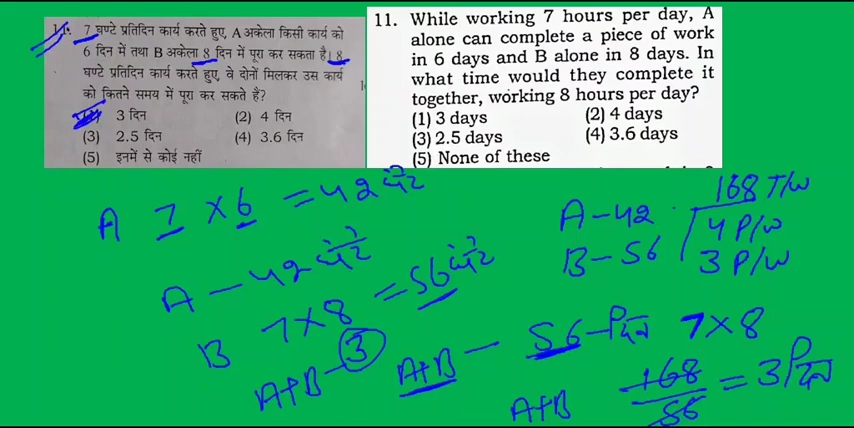 11. 7 घण्टे प्रतिदिन कार्य करते हुए, A अकेला किसी कार्य को
6 दिन में तथा B अकेला 8 दिन में पूरा कर सकता है। 8
घण्टे प्रतिदिन कार्य करते हुए, वे दोनों मिलकर उस कार्य
को कितने समय में पूरा कर सकते है?
3 दिन (2) 4 दिन
(3) 2.5 दिन (4) 3.6 दिन
(5) इनमें से कोई नहीं
11. While working 7 hours per day, A
alone can complete a piece of work
in 6 days and B alone in 8 days. In
what time would they complete it
together, working 8 hours per day?
(1) 3 days (2) 4 days
(3) 2.5 days (4) 3.6 days
(5) None of these
A 7 × 6 = 42 घंटे
A - 42 घंटे
B 7 × 8 = 56 घंटे
A+B - 3
168 T/W
A - 42 4 P/W
B - 56 3 P/W
A+B - 56 - दिन 7 × 8
A+B 168/56 = 3 दिन